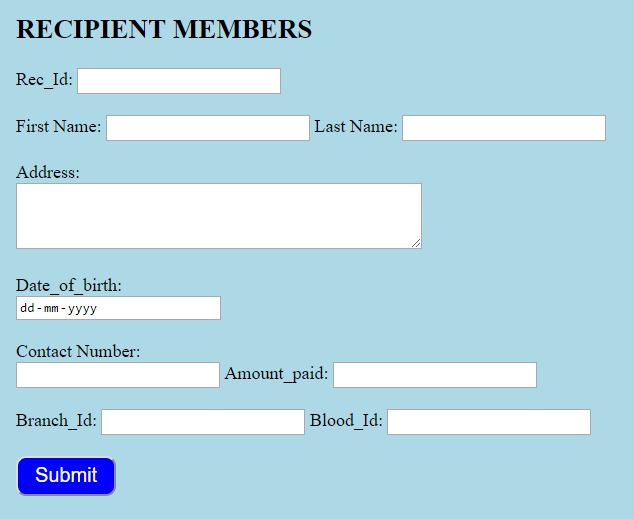 RECIPIENT MEMBERS
Rec_Id:
First Name: Last Name:
Address:
Date_of_birth:
dd-mm-yyyy
Contact Number:
Amount_paid:
Branch_Id: Blood_Id:
Submit